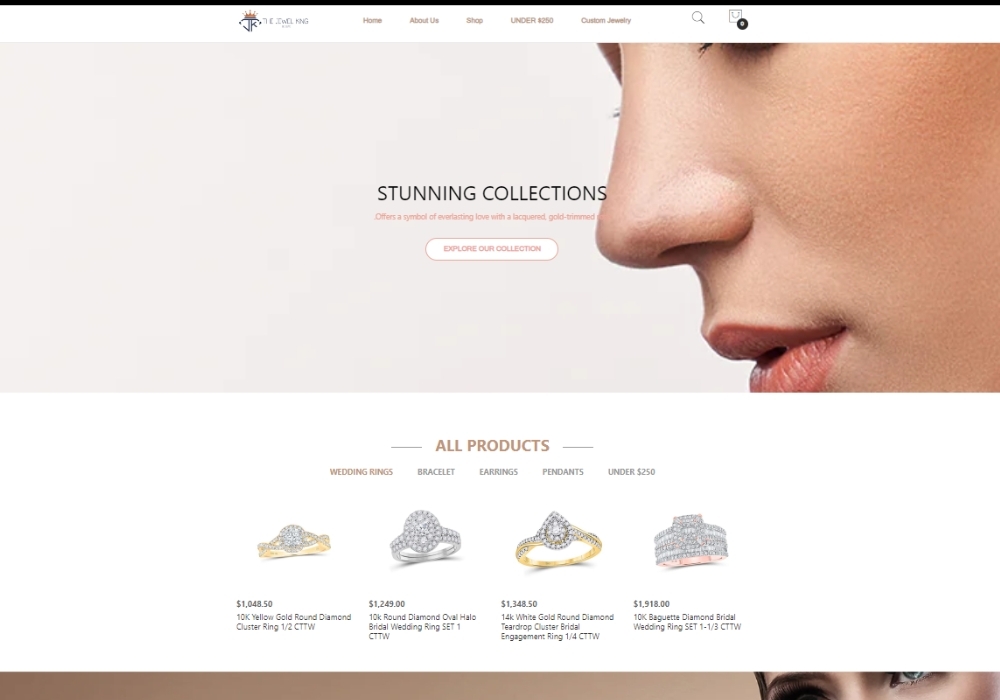 THE JEWEL KING
Home About Us Shop UNDER $250 Custom Jewelry
0
STUNNING COLLECTIONS
.Offers a symbol of everlasting love with a lacquered, gold-trimmed
EXPLORE OUR COLLECTION
ALL PRODUCTS
WEDDING RINGS BRACELET EARRINGS PENDANTS UNDER $250
$1,048.50
10K Yellow Gold Round Diamond
Cluster Ring 1/2 CTTW
$1,249.00
10k Round Diamond Oval Halo
Bridal Wedding Ring SET 1
CTTW
$1,348.50
14k White Gold Round Diamond
Teardrop Cluster Bridal
Engagement Ring 1/4 CTTW
$1,918.00
10K Baguette Diamond Bridal
Wedding Ring SET 1-1/3 CTTW